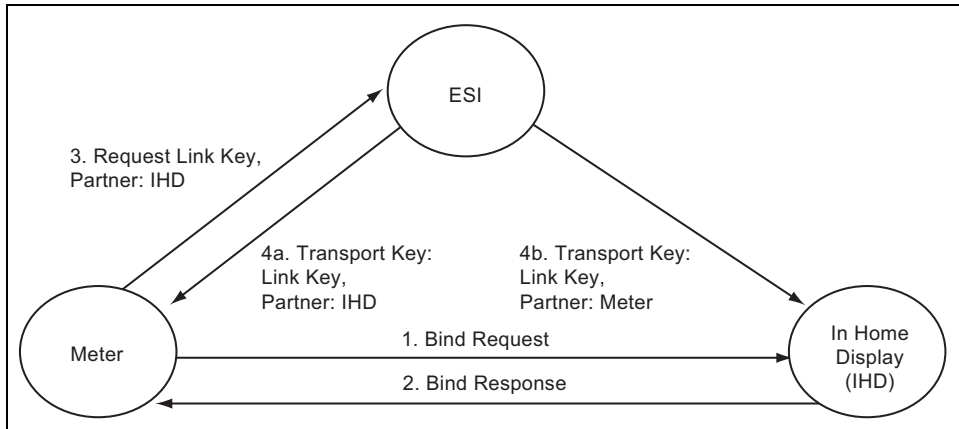 ESI
3. Request Link Key,
Partner: IHD
4a. Transport Key:
Link Key,
Partner: IHD
4b. Transport Key:
Link Key,
Partner: Meter
Meter
1. Bind Request
2. Bind Response
In Home
Display
(IHD)